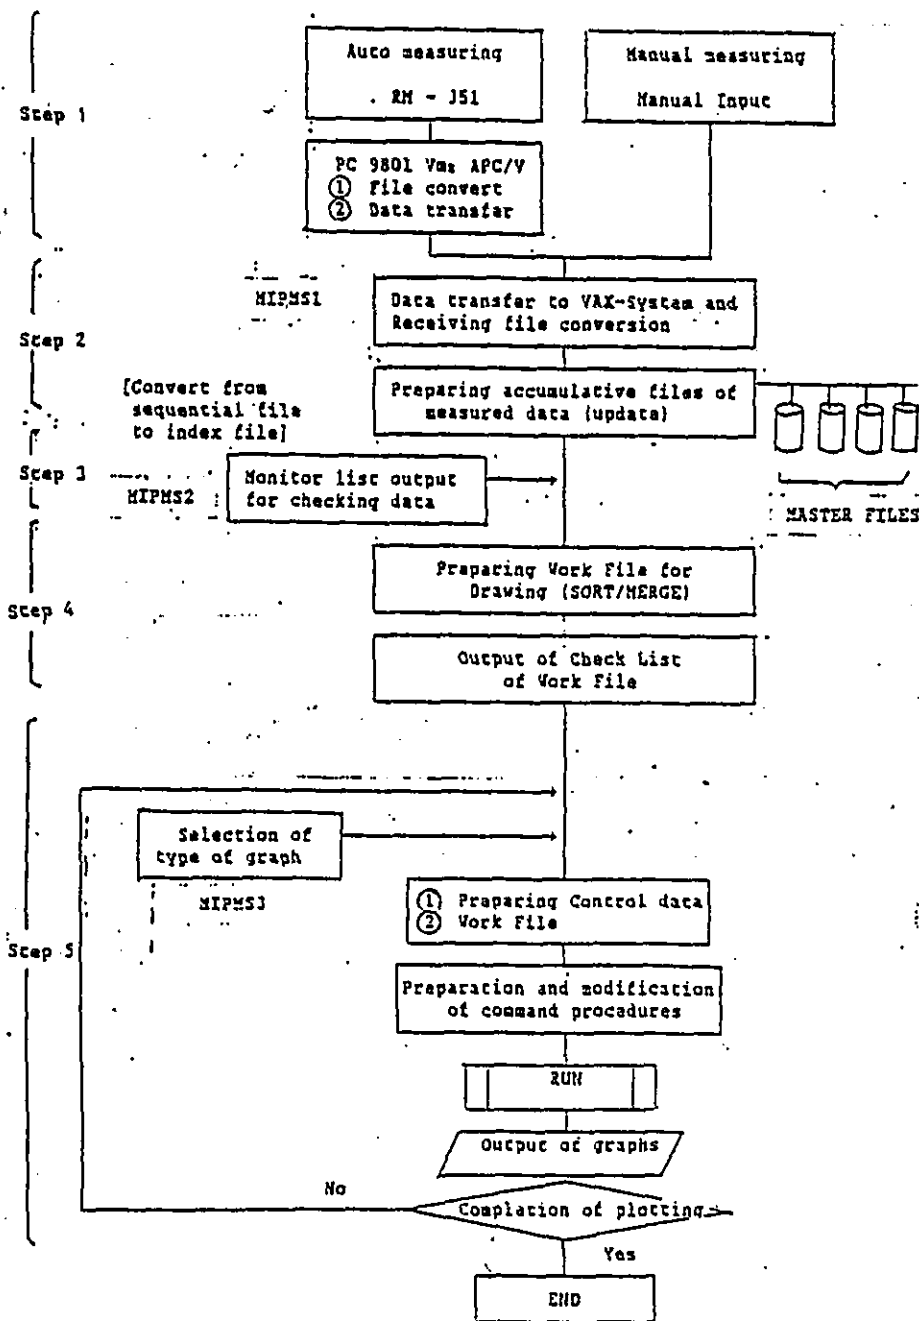 Auto measuring
RM - J51
Manual measuring
Manual Input
Step 1
PC 9801 Vm: APC/V
① File convert
② Data transfer
MIPMS1
Data transfer to VAX-System and
Receiving file conversion
Step 2
[Convert from
sequential file
to index file]
Preparing accumulative files of
measured data (update)
Step 3
MIPMS2
Monitor list output
for checking data
MASTER FILES
Preparing Work File for
Drawing (SORT/MERGE)
Step 4
Output of Check List
of Work File
Selection of
type of graph
MIPMS3
① Preparing Control data
② Work File
Step 5
Preparation and modification
of command procedures
RUN
Output of graphs
No
Complation of plotting
Yes
END